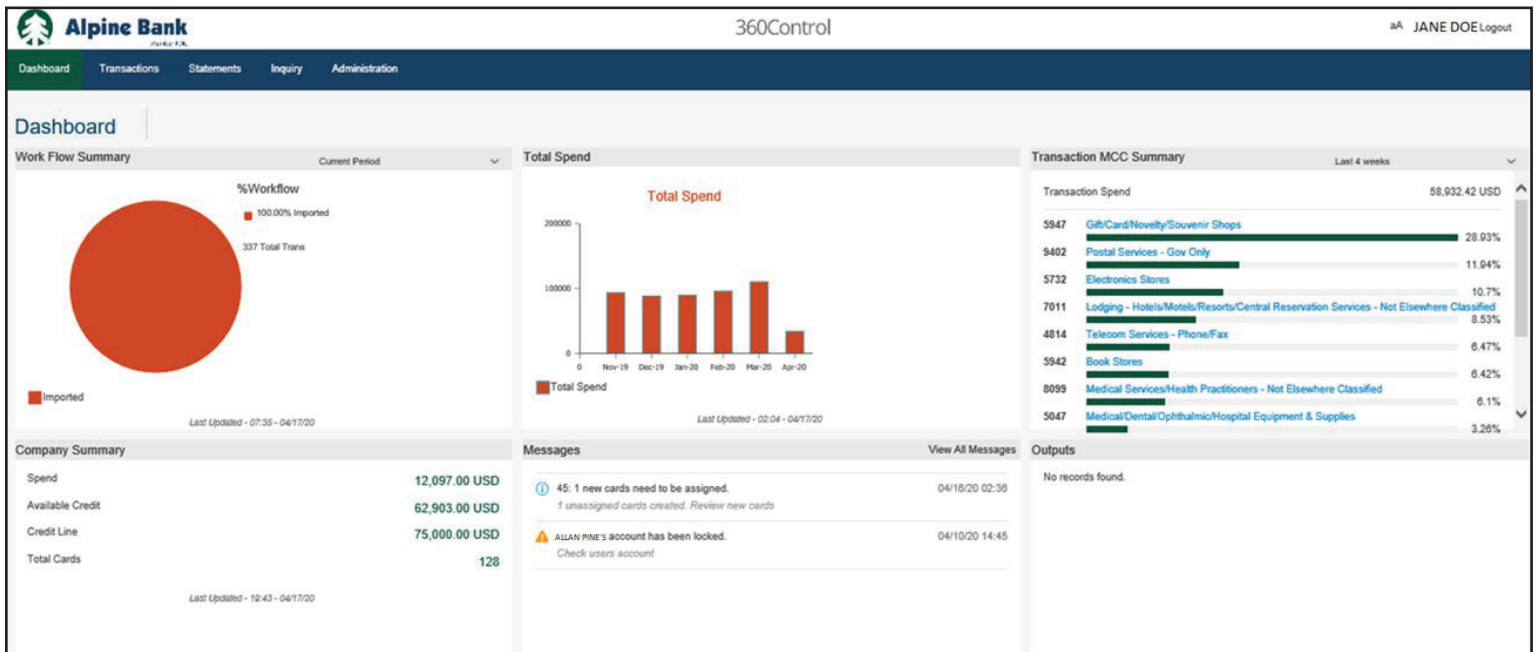 Alpine Bank
360Control
aA JANE DOE Logout
Dashboard Transactions Statements Inquiry Administration
Dashboard
Work Flow Summary Current Period
%Workflow
100.00% Imported
337 Total Trans
Imported
Last Updated - 07:35 - 04/17/20
Total Spend
Total Spend
200000
100000
0
0 Nov-19 Dec-19 Jan-20 Feb-20 Mar-20 Apr-20
Total Spend
Last Updated - 02:04 - 04/17/20
Transaction MCC Summary Last 4 weeks
Transaction Spend 58,932.42 USD
5947 Gift/Card/Novelty/Souvenir Shops
28.93%
9402 Postal Services - Gov Only
11.94%
5732 Electronics Stores
10.7%
7011 Lodging - Hotels/Motels/Resorts/Central Reservation Services - Not Elsewhere Classified
8.53%
4814 Telecom Services - Phone/Fax
6.47%
5942 Book Stores
6.42%
8099 Medical Services/Health Practitioners - Not Elsewhere Classified
6.1%
5047 Medical/Dental/Ophthalmic/Hospital Equipment & Supplies
3.26%
Company Summary
Spend 12,097.00 USD
Available Credit 62,903.00 USD
Credit Line 75,000.00 USD
Total Cards 128
Last Updated - 19:43 - 04/17/20
Messages View All Messages
45: 1 new cards need to be assigned. 04/16/20 02:36
1 unassigned cards created. Review new cards
ALLAN PINE'S account has been locked. 04/10/20 14:45
Check users account
Outputs
No records found.